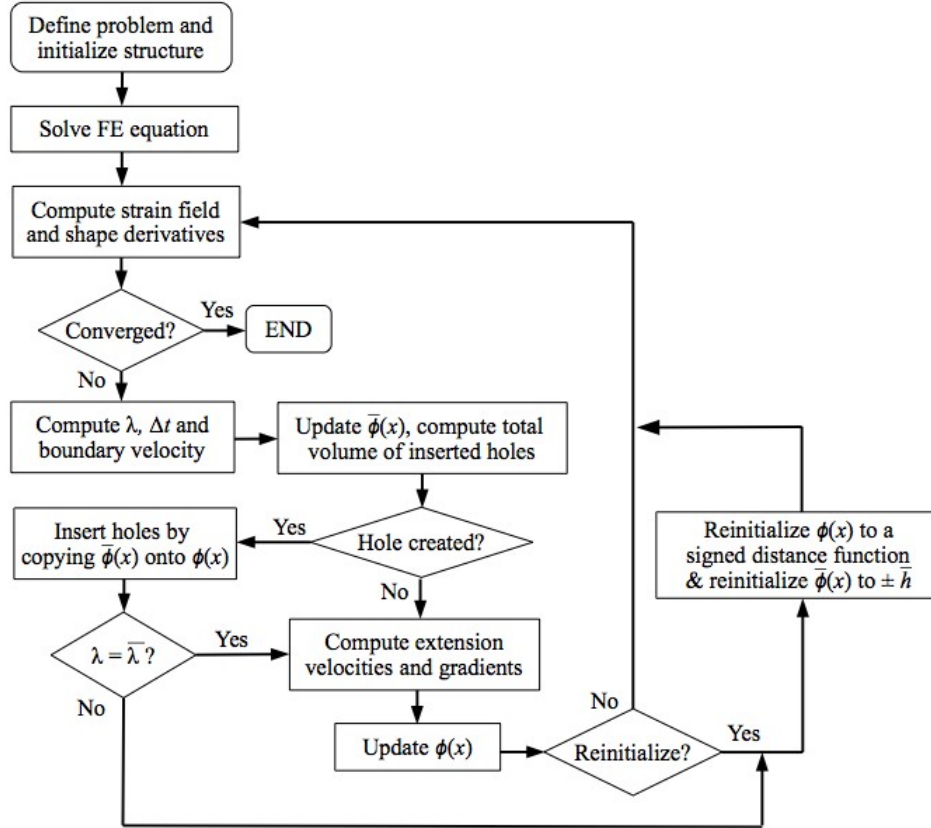 Define problem and
initialize structure
Solve FE equation
Compute strain field
and shape derivatives
Converged?
Yes
END
No
Compute λ, Δt and
boundary velocity
Update ϕ̅(x), compute total
volume of inserted holes
Hole created?
Yes
Insert holes by
copying ϕ̅(x) onto ϕ(x)
No
λ = λ̅ ?
Yes
No
Compute extension
velocities and gradients
Update ϕ(x)
Reinitialize?
No
Yes
Reinitialize ϕ(x) to a
signed distance function
& reinitialize ϕ̅(x) to ± h̅